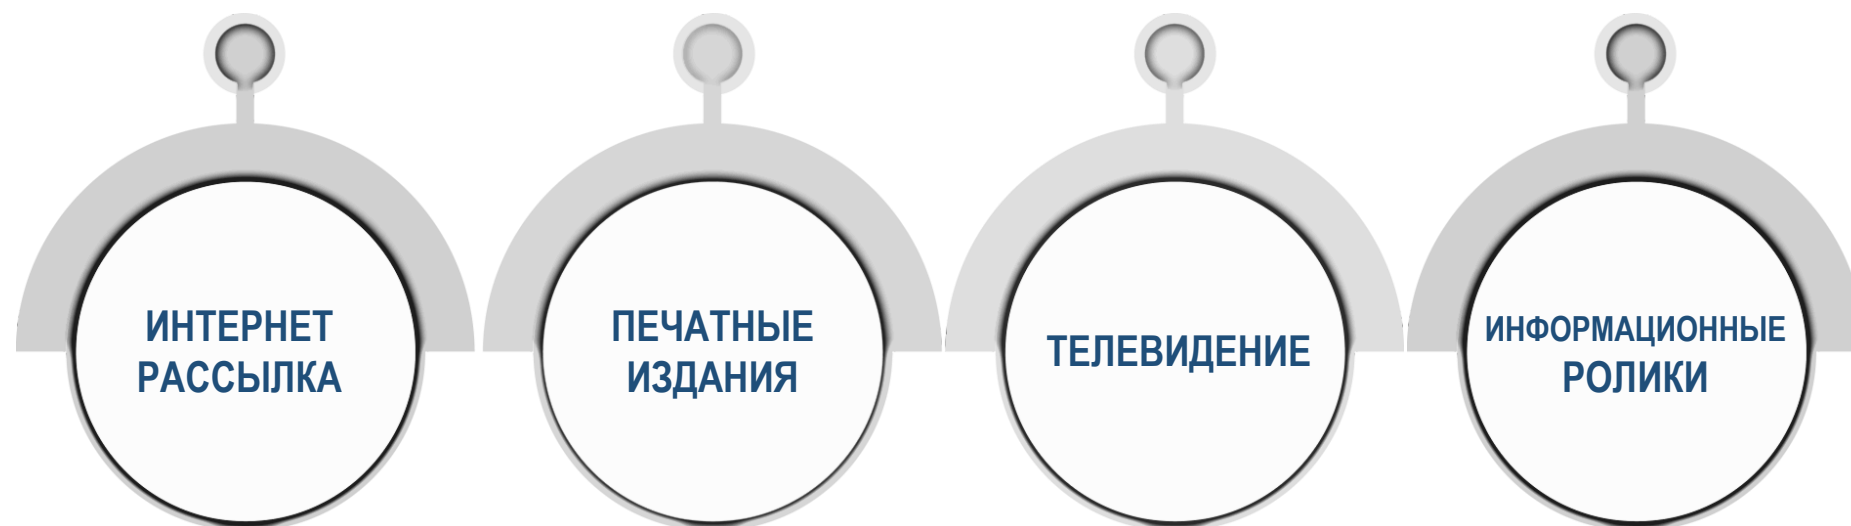 ИНТЕРНЕТ
РАССЫЛКА
ПЕЧАТНЫЕ
ИЗДАНИЯ
ТЕЛЕВИДЕНИЕ
ИНФОРМАЦИОННЫЕ
РОЛИКИ